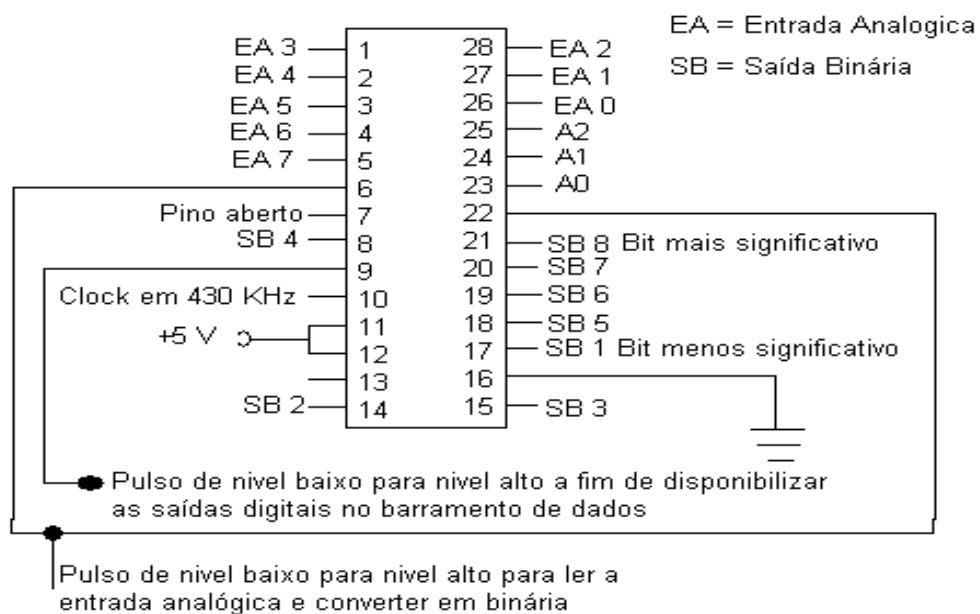 EA = Entrada Analogica
SB = Saída Binária
EA 3 1 28 EA 2
EA 4 2 27 EA 1
EA 5 3 26 EA 0
EA 6 4 25 A2
EA 7 5 24 A1
6 23 A0
Pino aberto 7 22
SB 4 8 21 SB 8 Bit mais significativo
9 20 SB 7
Clock em 430 KHz 10 19 SB 6
+5 V 11 18 SB 5
12 17 SB 1 Bit menos significativo
13 16
SB 2 14 15 SB 3
Pulso de nivel baixo para nivel alto a fim de disponibilizar
as saídas digitais no barramento de dados
Pulso de nivel baixo para nivel alto para ler a
entrada analógica e converter em binária